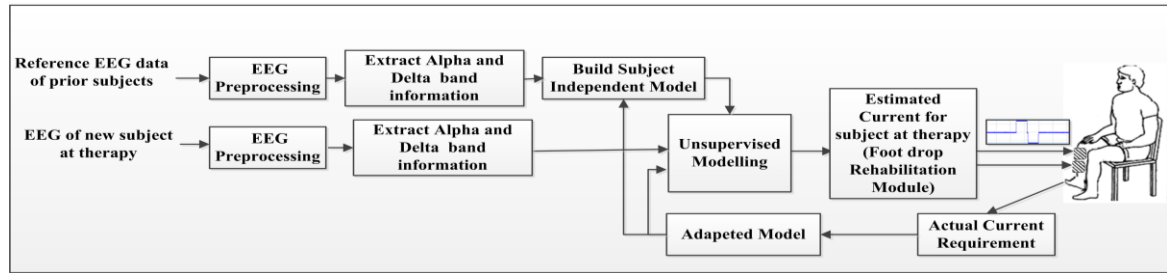 Reference EEG data
of prior subjects
EEG
Preprocessing
Extract Alpha and
Delta band
information
Build Subject
Independent Model
EEG of new subject
at therapy
EEG
Preprocessing
Extract Alpha and
Delta band
information
Unsupervised
Modelling
Estimated
Current for
subject at therapy
(Foot drop
Rehabilitation
Module)
Adapeted Model
Actual Current
Requirement